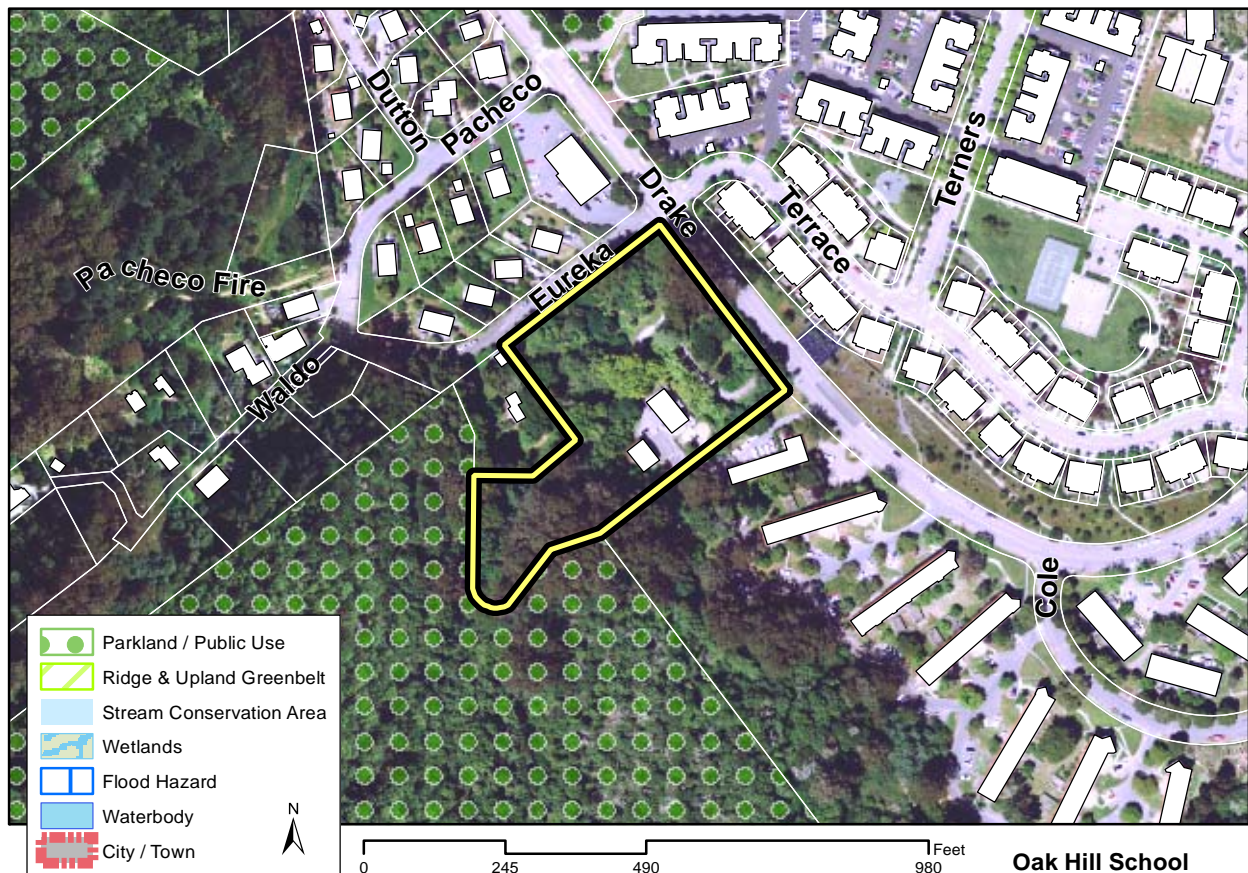 Dutton
Pacheco
Drake
Terrace
Terners
Eureka
Pa checo Fire
Waldo
Cole
Parkland / Public Use
Ridge & Upland Greenbelt
Stream Conservation Area
Wetlands
Flood Hazard
Waterbody
City / Town
N
Feet
0 245 490 980
Oak Hill School